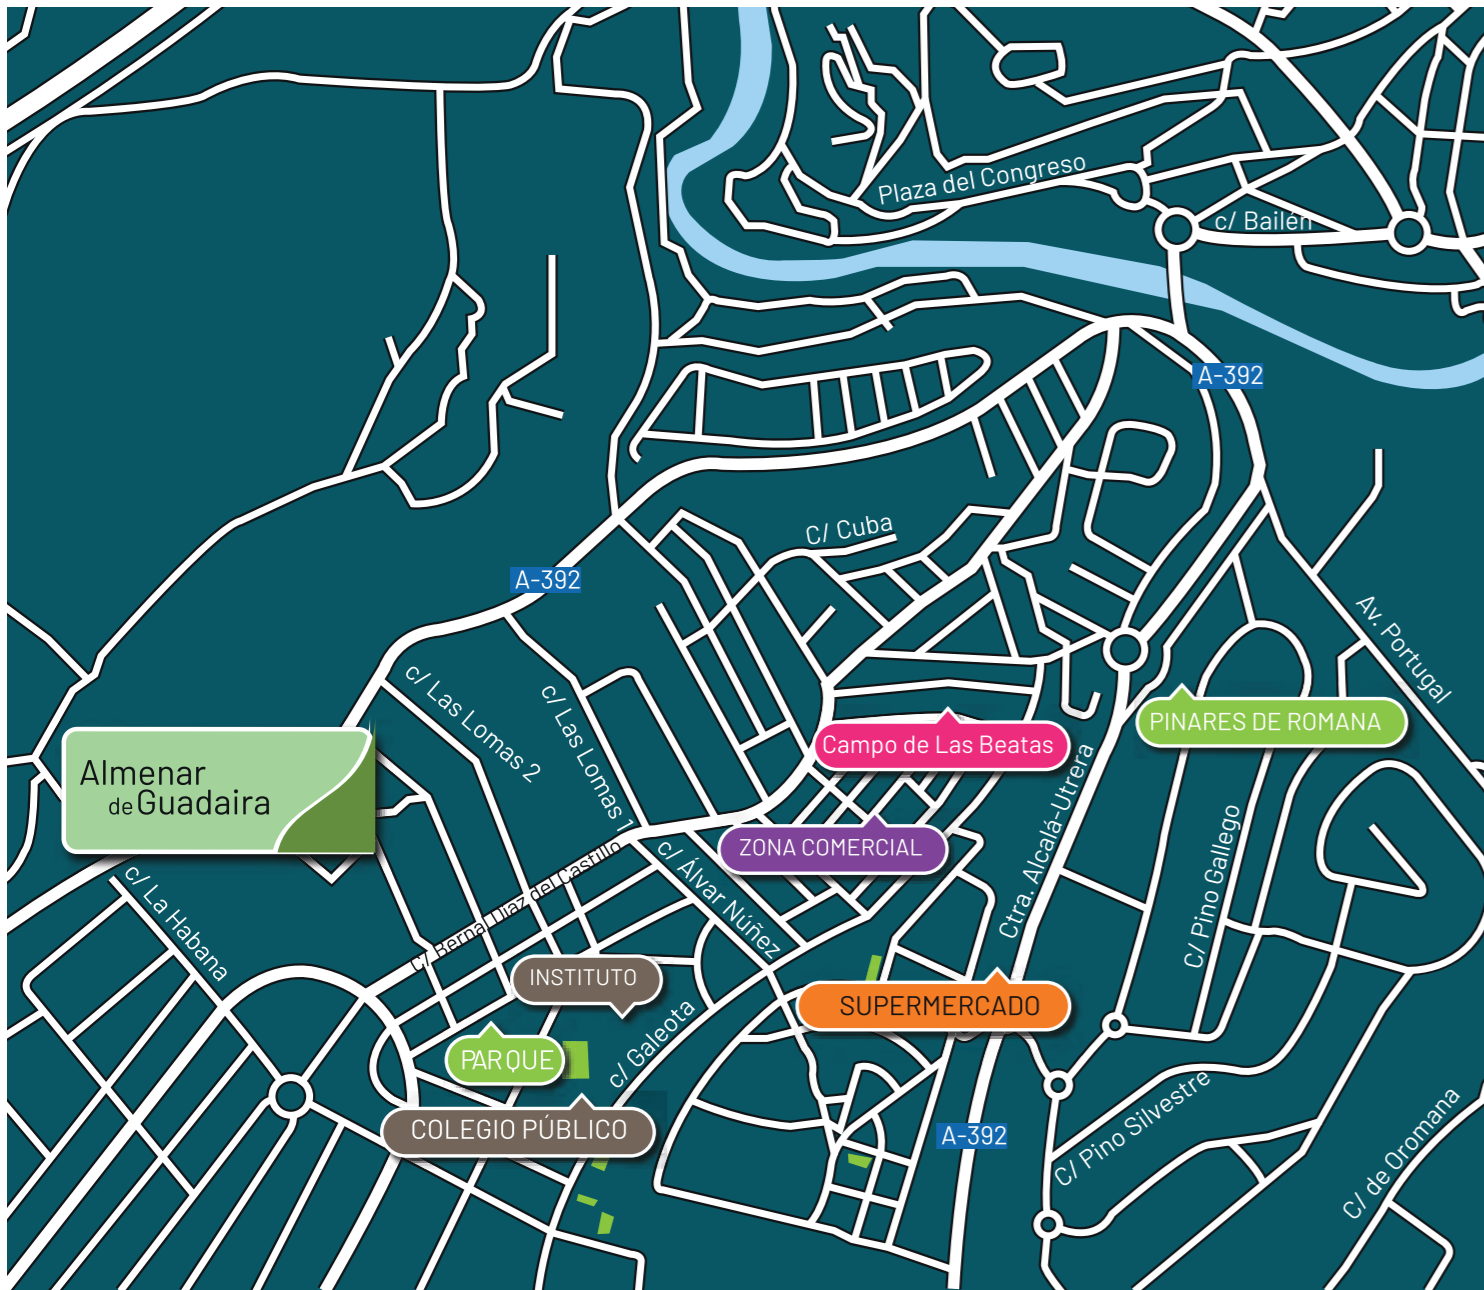 Plaza del Congreso
c/ Bailén
A-392
C/ Cuba
A-392
Av. Portugal
c/ Las Lomas 2
c/ Las Lomas 1
PINARES DE ROMANA
Campo de Las Beatas
Almenar
de Guadaira
Ctra. Alcalá-Utrera
ZONA COMERCIAL
C/ Pino Gallego
c/ Bernal Diaz del Castillo
c/ Álvar Núñez
c/ La Habana
INSTITUTO
SUPERMERCADO
PARQUE
c/ Galeota
COLEGIO PÚBLICO
A-392
C/ Pino Silvestre
C/ de Oromana